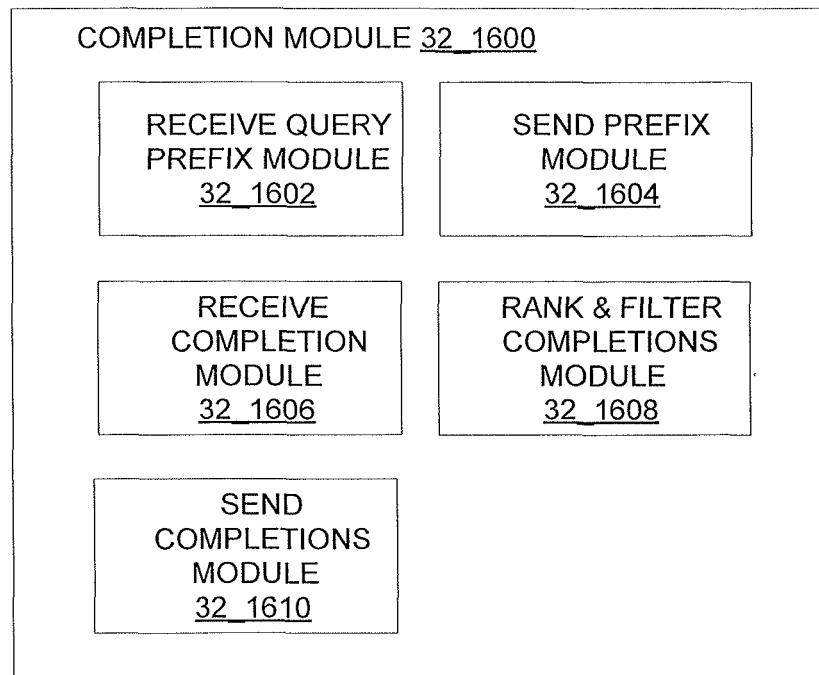 COMPLETION MODULE 32_1600
RECEIVE QUERY
PREFIX MODULE
32_1602
SEND PREFIX
MODULE
32_1604
RECEIVE
COMPLETION
MODULE
32_1606
RANK & FILTER
COMPLETIONS
MODULE
32_1608
SEND
COMPLETIONS
MODULE
32_1610